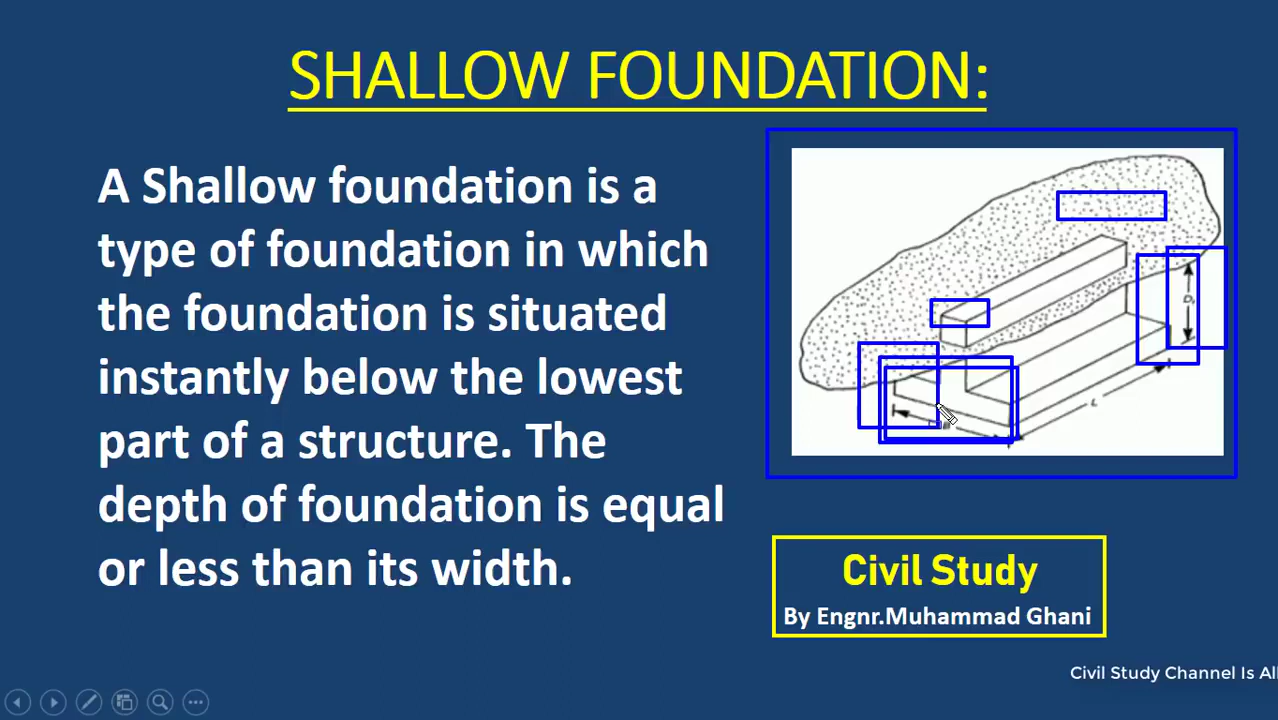 SHALLOW FOUNDATION:
A Shallow foundation is a
type of foundation in which
the foundation is situated
instantly below the lowest
part of a structure. The
depth of foundation is equal
or less than its width.
L
Civil Study
By Engnr.Muhammad Ghani
Civil Study Channel Is All